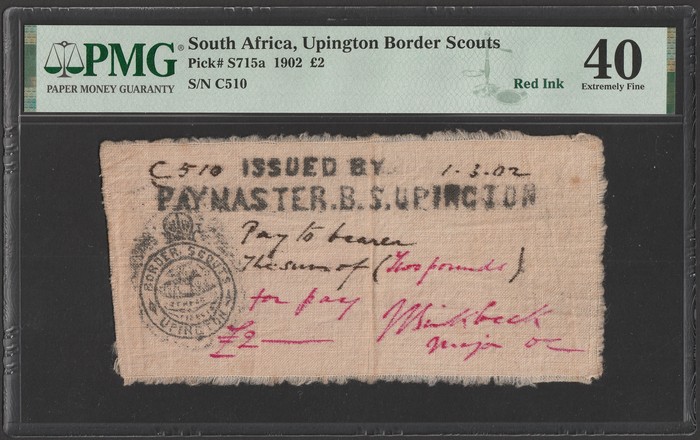 PMG
PAPER MONEY GUARANTY
South Africa, Upington Border Scouts
Pick# S715a 1902 £2
S/N C510
Red Ink
40
Extremely Fine
C510 ISSUED BY 1.3.02
PAYMASTER.B.S.UPINGTON
Pay to bearer
The sum of (Two pounds)
for pay
£2
Major OC
BORDER SCOUTS
UPINGTON